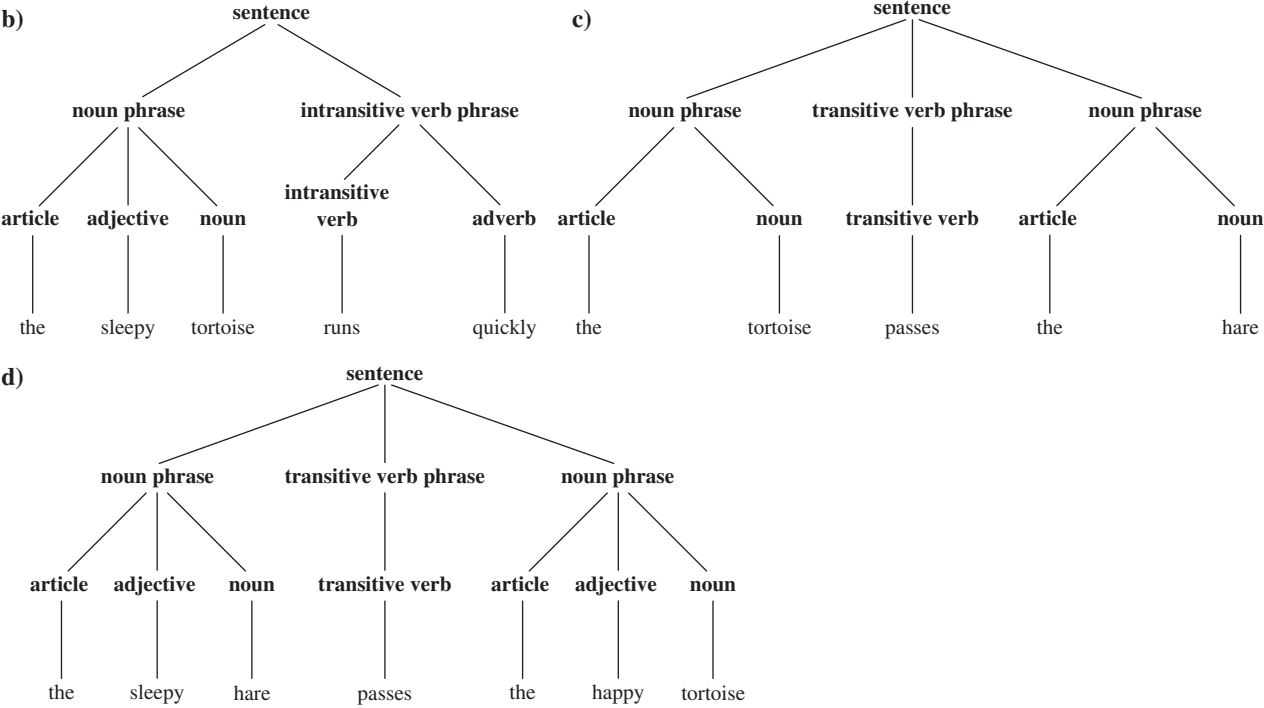 b)
sentence
noun phrase intransitive verb phrase
intransitive
article adjective noun verb adverb
the sleepy tortoise runs quickly
c)
sentence
noun phrase transitive verb phrase noun phrase
article noun transitive verb article noun
the tortoise passes the hare
d)
sentence
noun phrase transitive verb phrase noun phrase
article adjective noun transitive verb article adjective noun
the sleepy hare passes the happy tortoise